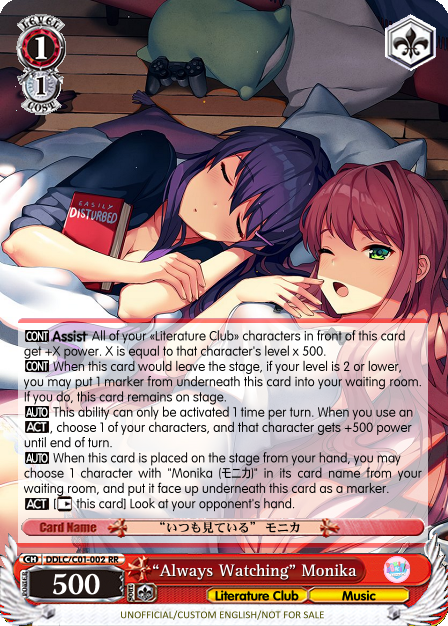 LEVEL
1
1
COST
EASILY
DISTURBED
CONT Assist All of your «Literature Club» characters in front of this card
get +X power. X is equal to that character's level x 500.
CONT When this card would leave the stage, if your level is 2 or lower,
you may put 1 marker from underneath this card into your waiting room.
If you do, this card remains on stage.
AUTO This ability can only be activated 1 time per turn. When you use an
ACT, choose 1 of your characters, and that character gets +500 power
until end of turn.
AUTO When this card is placed on the stage from your hand, you may
choose 1 character with "Monika (モニカ)" in its card name from your
waiting room, and put it face up underneath this card as a marker.
ACT [ this card] Look at your opponent's hand.
Card Name “いつも見ている” モニカ
CH DDLC/C01-002 RR
POWER 500 SOUL “Always Watching” Monika
Literature Club Music
UNOFFICIAL/CUSTOM ENGLISH/NOT FOR SALE